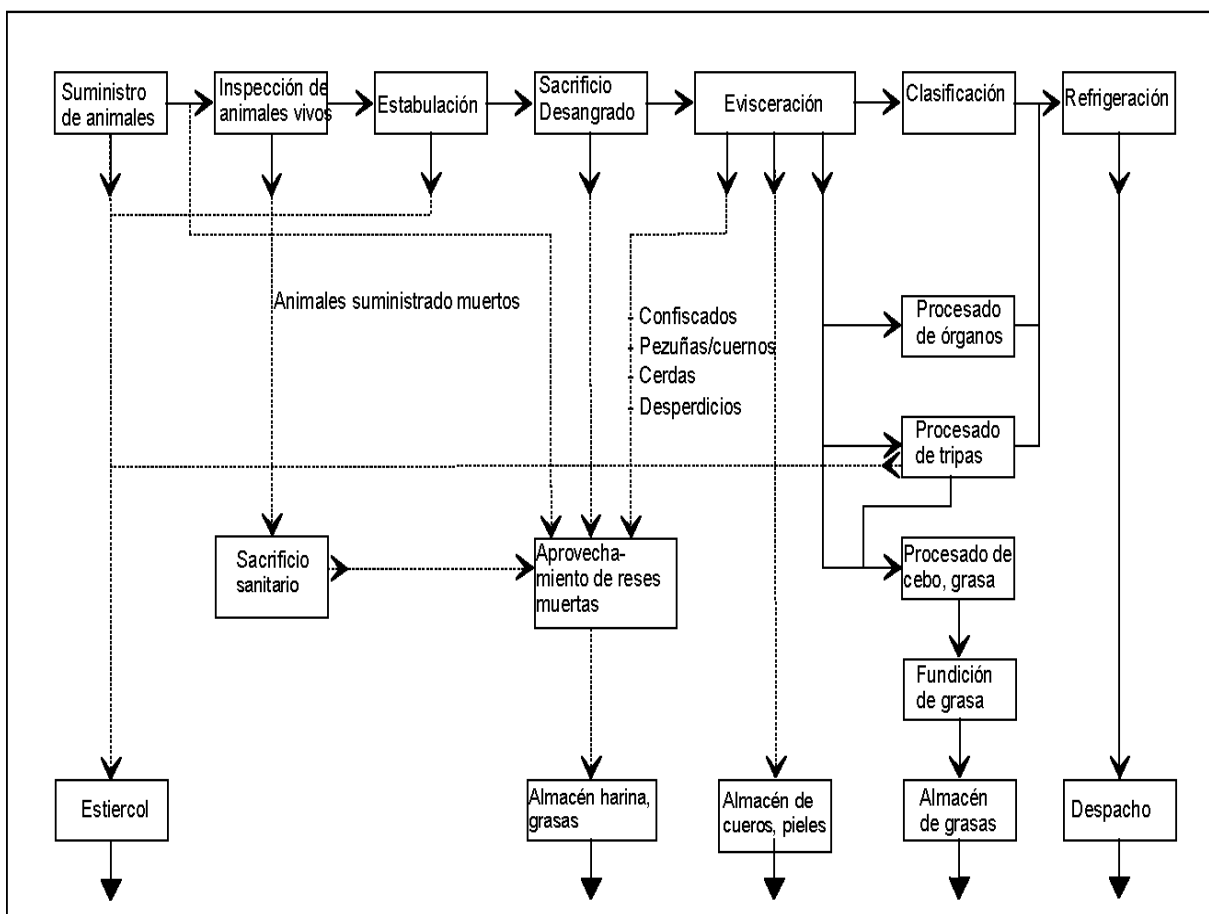 Suministro
de animales
Inspección de
animales vivos
Estabulación
Sacrificio
Desangrado
Evisceración
Clasificación
Refrigeración
Animales suministrado muertos
- Confiscados
- Pezuñas/cuernos
- Cerdas
- Desperdicios
Procesado
de órganos
Procesado
de tripas
Sacrificio
sanitario
Aprovecha-
miento de reses
muertas
Procesado de
cebo, grasa
Fundición
de grasa
Estiercol
Almacén harina,
grasas
Almacén de
cueros, pieles
Almacén
de grasas
Despacho